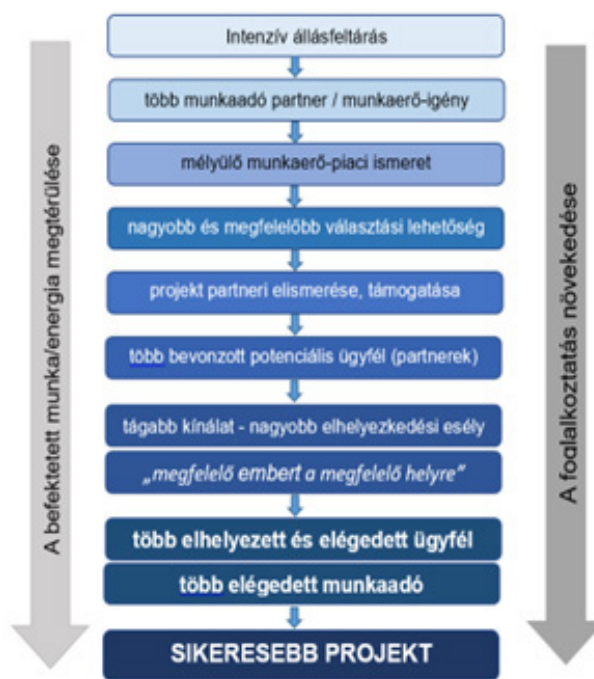 Intenzív állásfeltárás
több munkaadó partner / munkaerő-igény
mélyülő munkaerő-piaci ismeret
nagyobb és megfelelőbb választási lehetőség
projekt partneri elismerése, támogatása
több bevonzott potenciális ügyfél (partnerek)
tágabb kínálat - nagyobb elhelyezkedési esély
„megfelelő embert a megfelelő helyre”
több elhelyezett és elégedett ügyfél
több elégedett munkaadó
SIKERESEBB PROJEKT
A befektetett munka/energia megtérülése
A foglalkoztatás növekedése